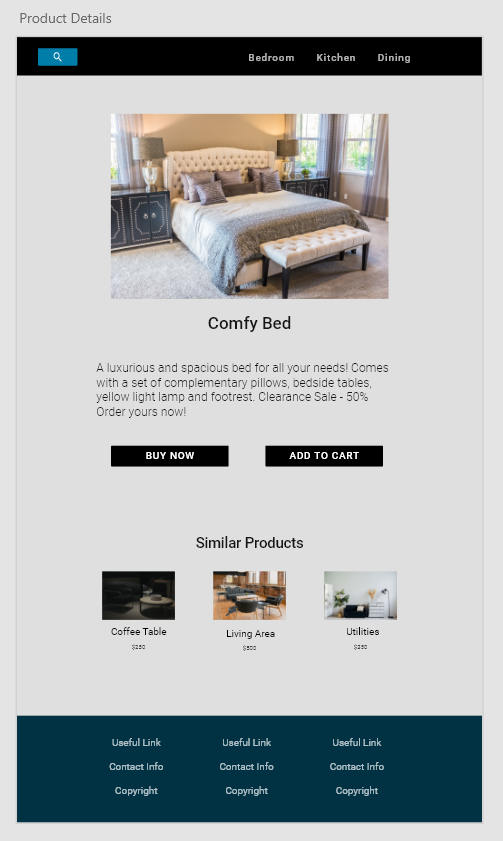 Product Details
Bedroom Kitchen Dining
Comfy Bed
A luxurious and spacious bed for all your needs! Comes
with a set of complementary pillows, bedside tables,
yellow light lamp and footrest. Clearance Sale - 50%
Order yours now!
BUY NOW ADD TO CART
Similar Products
Coffee Table Living Area Utilities
$250 $500 $350
Useful Link Useful Link Useful Link
Contact Info Contact Info Contact Info
Copyright Copyright Copyright